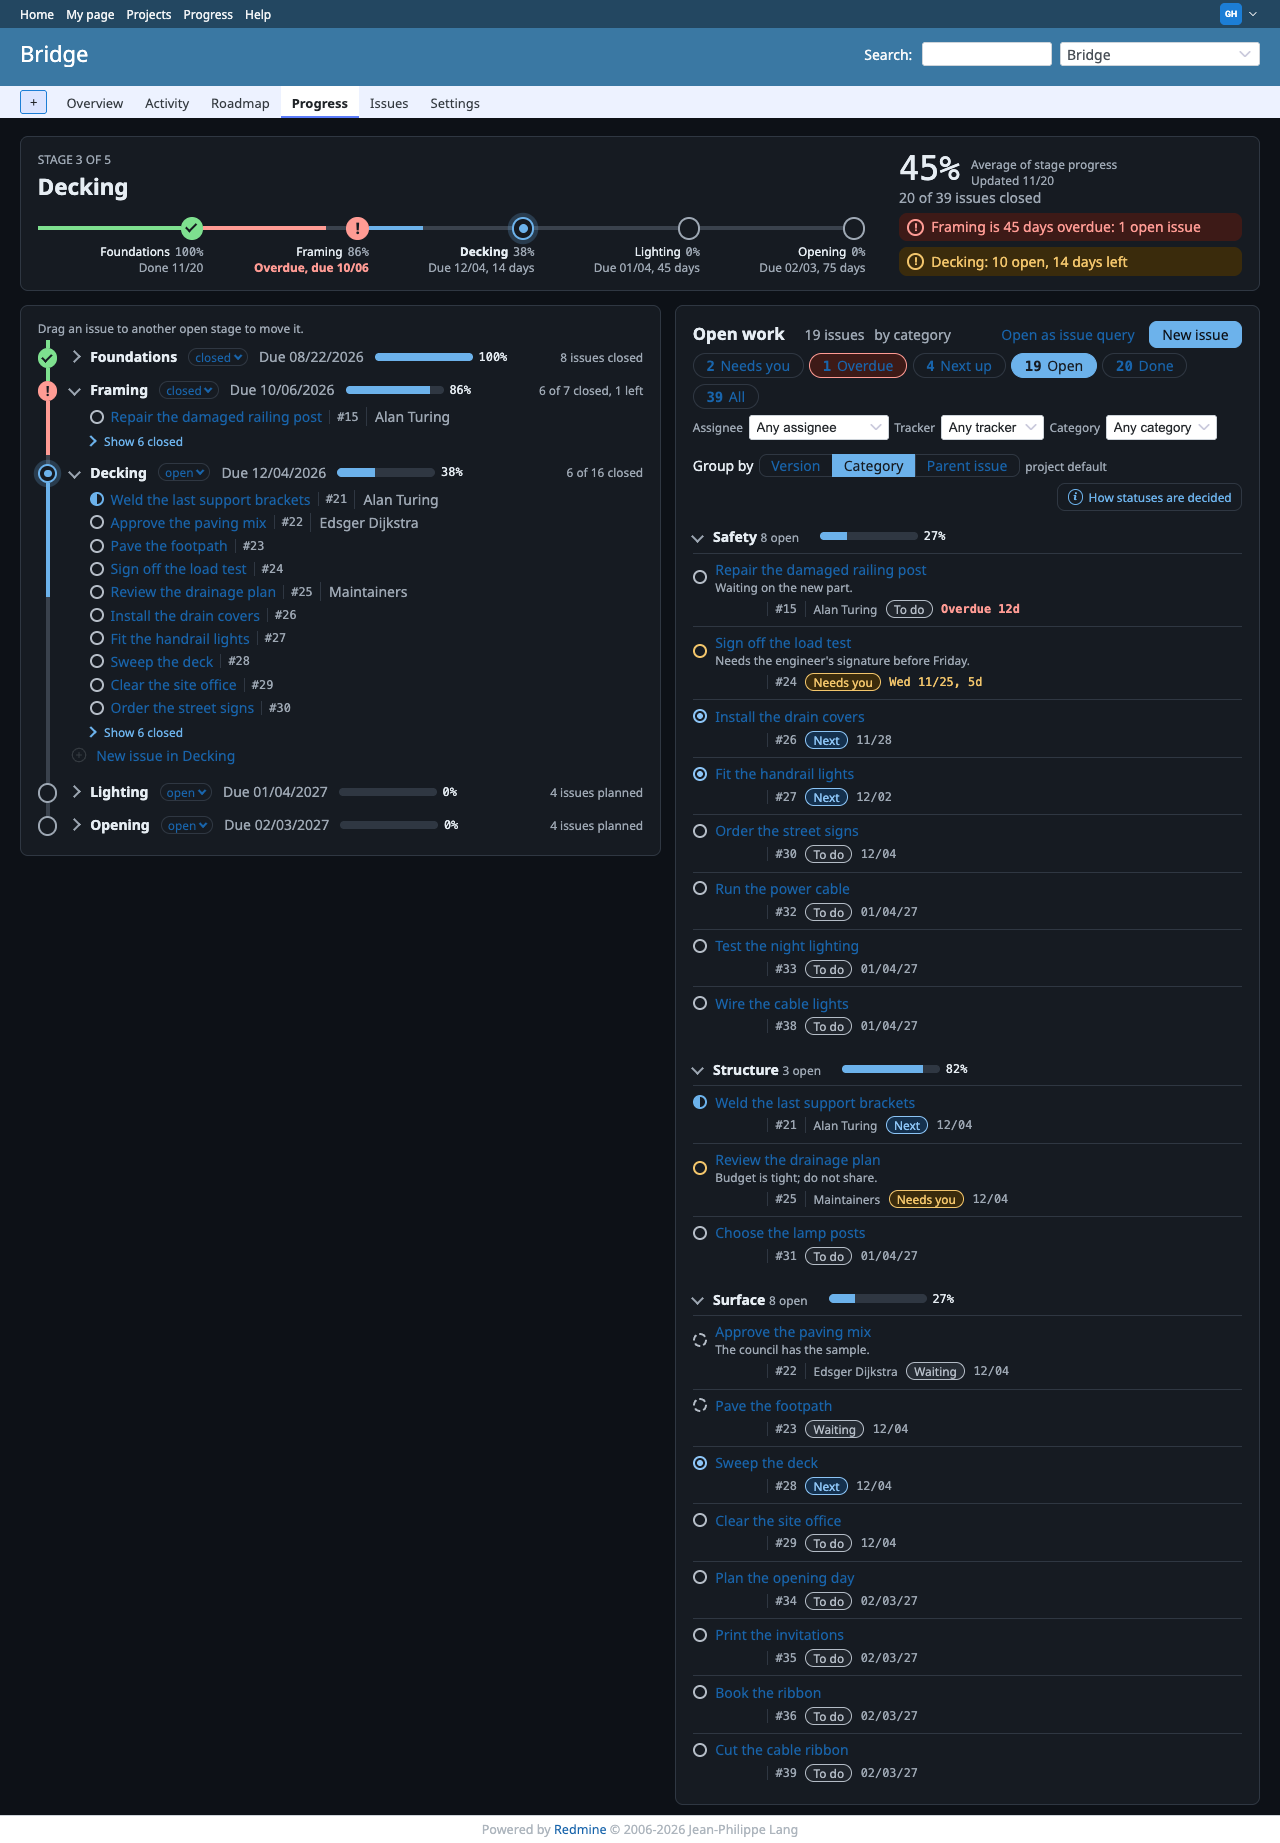 Home My page Projects Progress Help
GH
Bridge
Search:
Bridge
+ Overview Activity Roadmap Progress Issues Settings
STAGE 3 OF 5
Decking
Foundations 100%
Done 11/20
Framing 86%
Overdue, due 10/06
Decking 38%
Due 12/04, 14 days
Lighting 0%
Due 01/04, 45 days
Opening 0%
Due 02/03, 75 days
45%
Average of stage progress
Updated 11/20
20 of 39 issues closed
Framing is 45 days overdue: 1 open issue
Decking: 10 open, 14 days left
Drag an issue to another open stage to move it.
Foundations closed Due 08/22/2026 100% 8 issues closed
Framing closed Due 10/06/2026 86% 6 of 7 closed, 1 left
Repair the damaged railing post #15 Alan Turing
Show 6 closed
Decking open Due 12/04/2026 38% 6 of 16 closed
Weld the last support brackets #21 Alan Turing
Approve the paving mix #22 Edsger Dijkstra
Pave the footpath #23
Sign off the load test #24
Review the drainage plan #25 Maintainers
Install the drain covers #26
Fit the handrail lights #27
Sweep the deck #28
Clear the site office #29
Order the street signs #30
Show 6 closed
New issue in Decking
Lighting open Due 01/04/2027 0% 4 issues planned
Opening open Due 02/03/2027 0% 4 issues planned
Open work 19 issues by category Open as issue query New issue
2 Needs you 1 Overdue 4 Next up 19 Open 20 Done
39 All
Assignee Any assignee Tracker Any tracker Category Any category
Group by Version Category Parent issue project default
How statuses are decided
Safety 8 open 27%
Repair the damaged railing post
Waiting on the new part.
#15 Alan Turing To do Overdue 12d
Sign off the load test
Needs the engineer's signature before Friday.
#24 Needs you Wed 11/25, 5d
Install the drain covers
#26 Next 11/28
Fit the handrail lights
#27 Next 12/02
Order the street signs
#30 To do 12/04
Run the power cable
#32 To do 01/04/27
Test the night lighting
#33 To do 01/04/27
Wire the cable lights
#38 To do 01/04/27
Structure 3 open 82%
Weld the last support brackets
#21 Alan Turing Next 12/04
Review the drainage plan
Budget is tight; do not share.
#25 Maintainers Needs you 12/04
Choose the lamp posts
#31 To do 01/04/27
Surface 8 open 27%
Approve the paving mix
The council has the sample.
#22 Edsger Dijkstra Waiting 12/04
Pave the footpath
#23 Waiting 12/04
Sweep the deck
#28 Next 12/04
Clear the site office
#29 To do 12/04
Plan the opening day
#34 To do 02/03/27
Print the invitations
#35 To do 02/03/27
Book the ribbon
#36 To do 02/03/27
Cut the cable ribbon
#39 To do 02/03/27
Powered by Redmine © 2006-2026 Jean-Philippe Lang